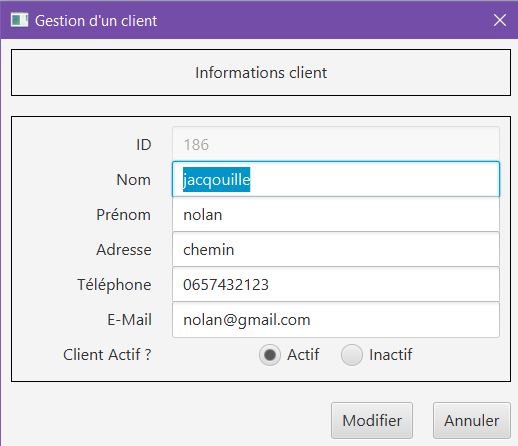 Gestion d'un client
Informations client
ID 186
Nom jacqouille
Prénom nolan
Adresse chemin
Téléphone 0657432123
E-Mail nolan@gmail.com
Client Actif ? Actif Inactif
Modifier Annuler